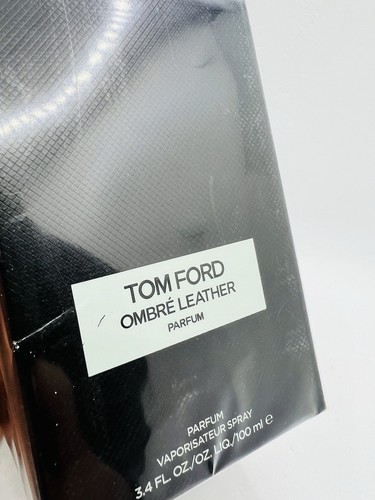 TOM FORD
OMBRÉ LEATHER
PARFUM
PARFUM
VAPORISATEUR SPRAY
3.4 FL. OZ./OZ. LIQ./100 ml ℮